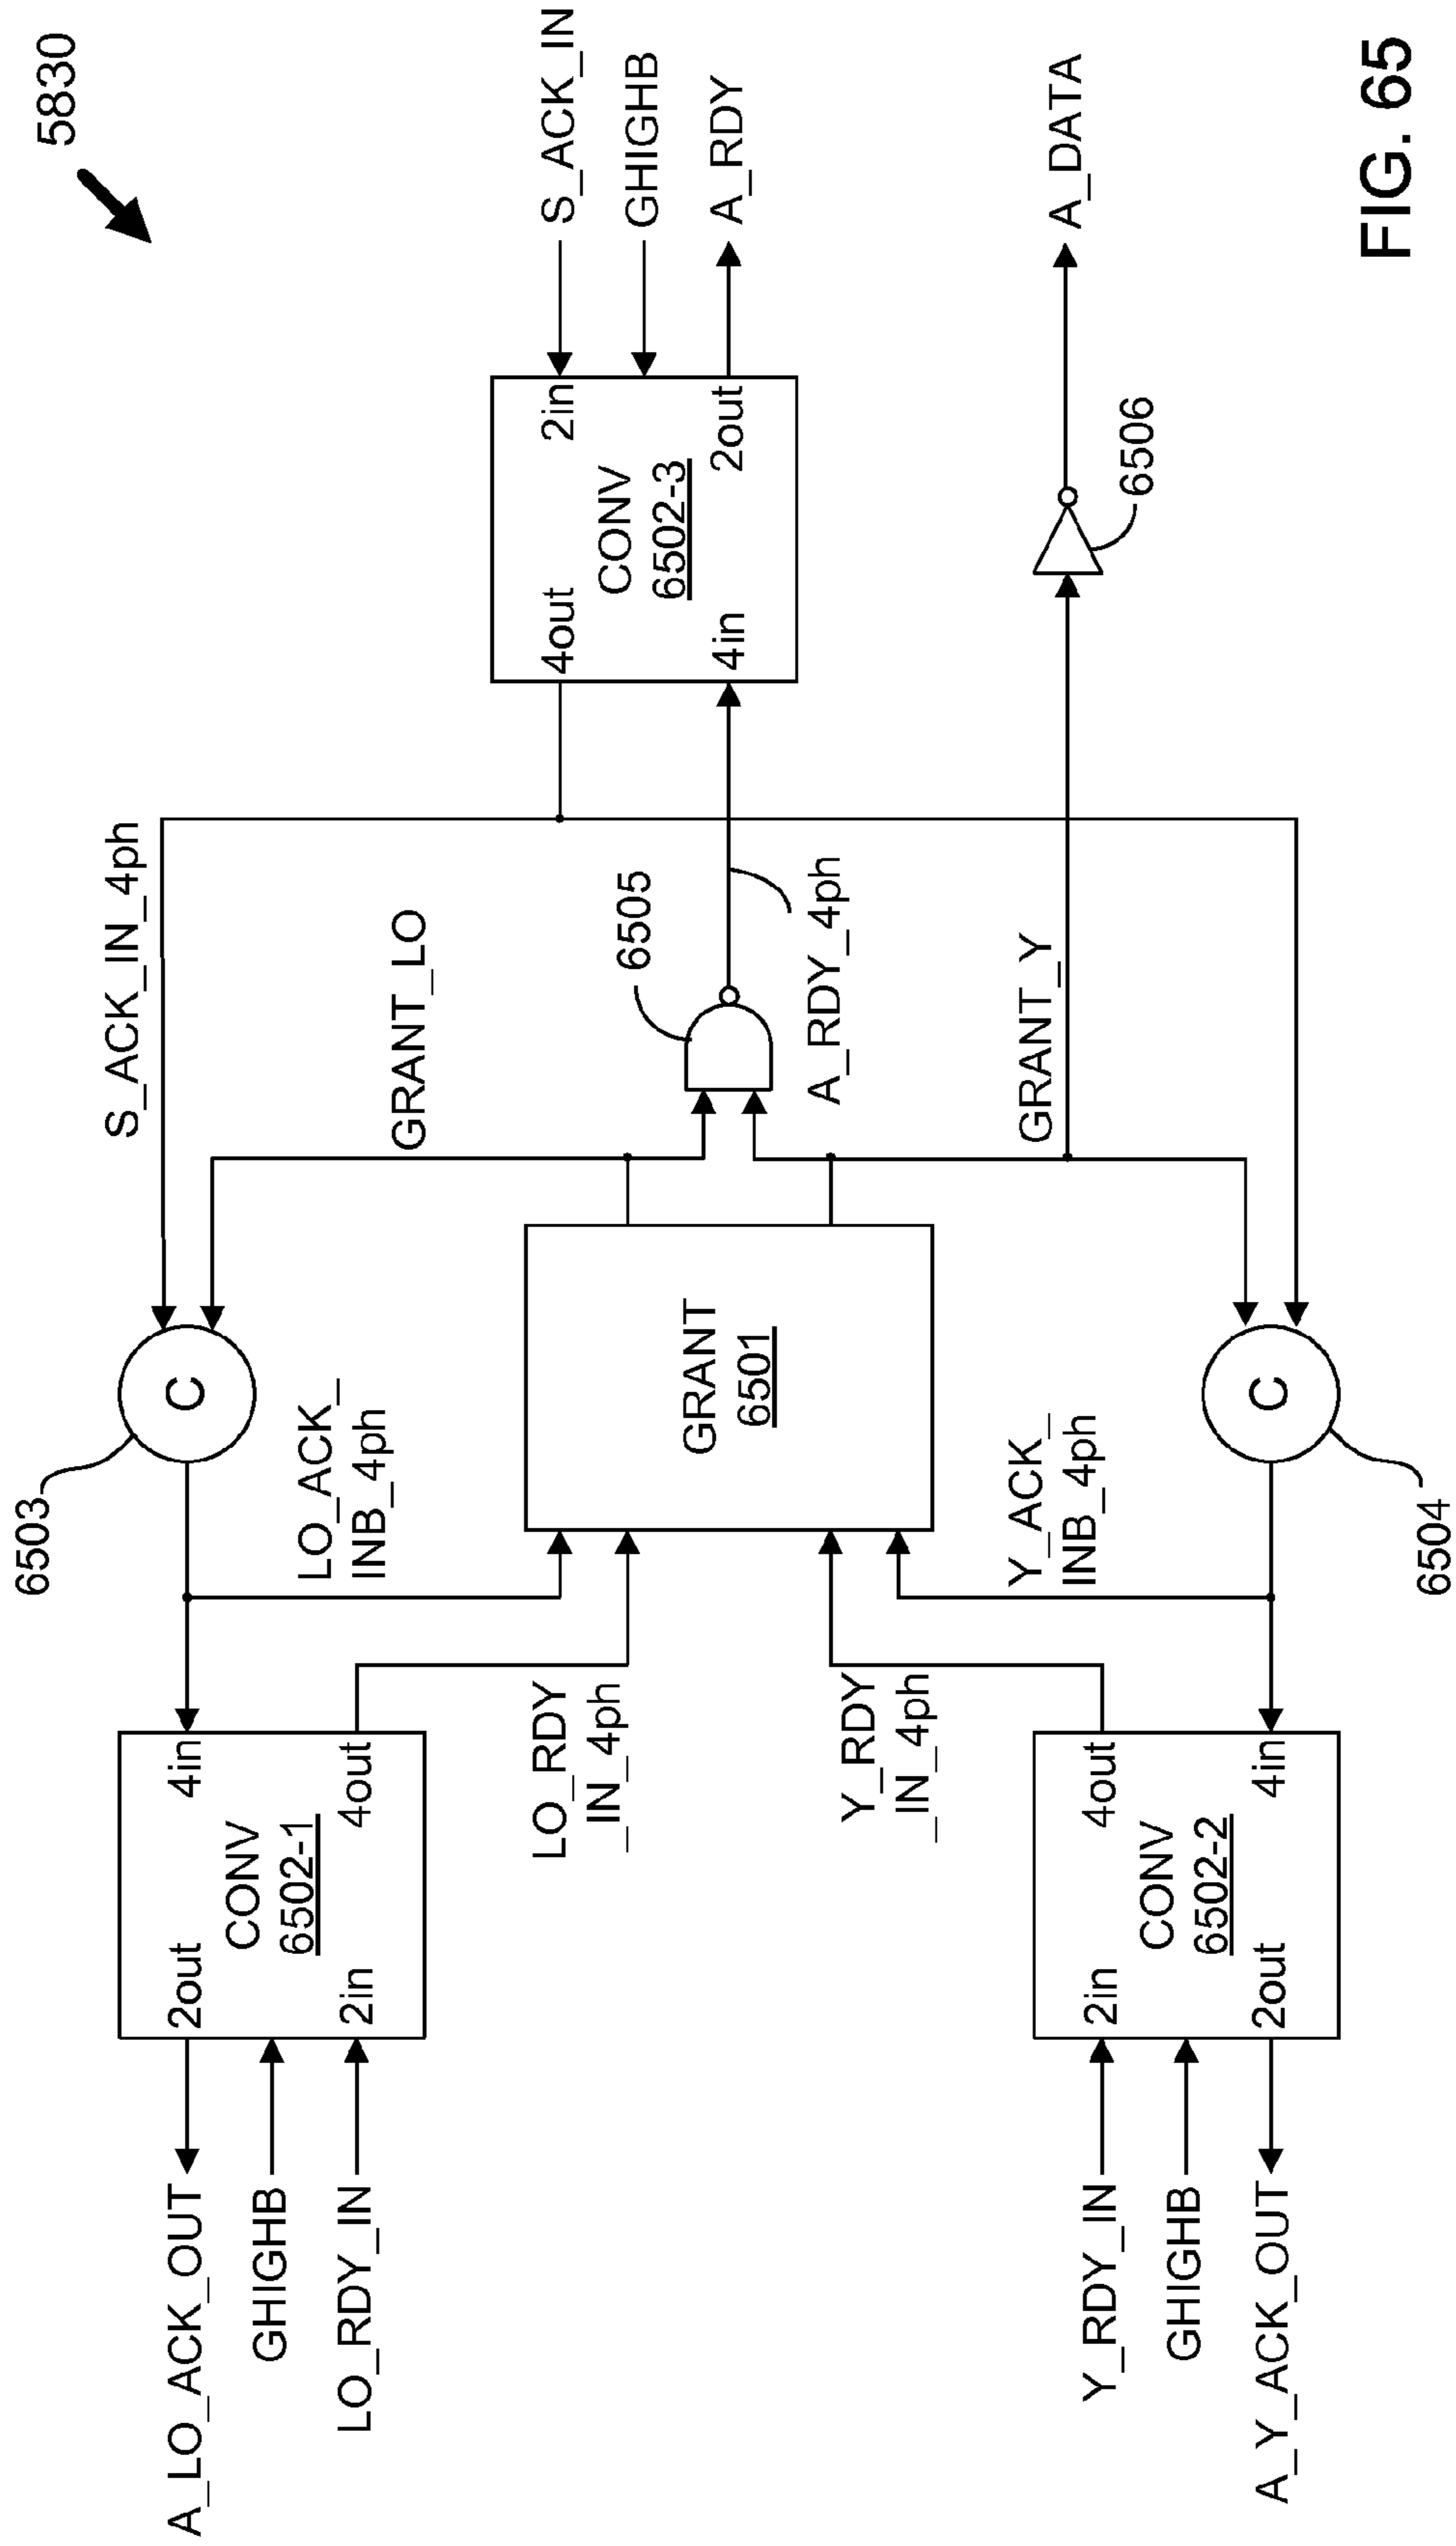 5830
S_ACK_IN
GHIGHB
A_RDY
A_DATA
FIG. 65
2in
2out
CONV
6502-3
4out
4in
6506
S_ACK_IN_4ph
GRANT_LO
6505
A_RDY_4ph
GRANT_Y
C
6503
LO_ACK_
INB_4ph
GRANT
6501
Y_ACK_
INB_4ph
C
6504
LO_RDY
_IN_4ph
Y_RDY
_IN_4ph
4in
4out
CONV
6502-1
2out
2in
4out
4in
CONV
6502-2
2in
2out
A_LO_ACK_OUT
GHIGHB
LO_RDY_IN
Y_RDY_IN
GHIGHB
A_Y_ACK_OUT